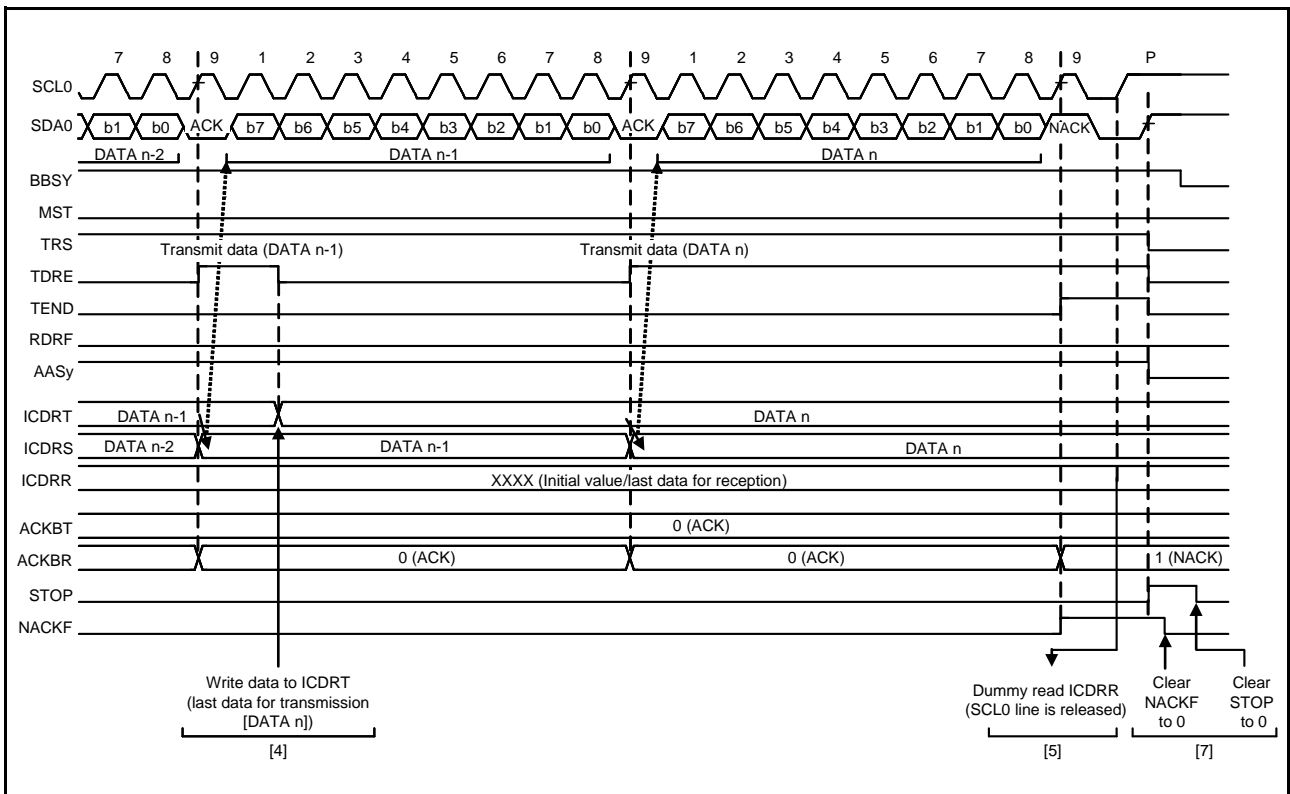 7 8 9 1 2 3 4 5 6 7 8 9 1 2 3 4 5 6 7 8 9 P
SCL0
SDA0 b1 b0 ACK b7 b6 b5 b4 b3 b2 b1 b0 ACK b7 b6 b5 b4 b3 b2 b1 b0 NACK
DATA n-2 DATA n-1 DATA n
BBSY
MST
TRS
Transmit data (DATA n-1) Transmit data (DATA n)
TDRE
TEND
RDRF
AASy
ICDRT DATA n-1 DATA n
ICDRS DATA n-2 DATA n-1 DATA n
ICDRR XXXX (Initial value/last data for reception)
ACKBT 0 (ACK)
ACKBR 0 (ACK) 0 (ACK) 1 (NACK)
STOP
NACKF
Write data to ICDRT
(last data for transmission
[DATA n])
[4]
Dummy read ICDRR
(SCL0 line is released)
[5]
Clear
NACKF
to 0
Clear
STOP
to 0
[7]